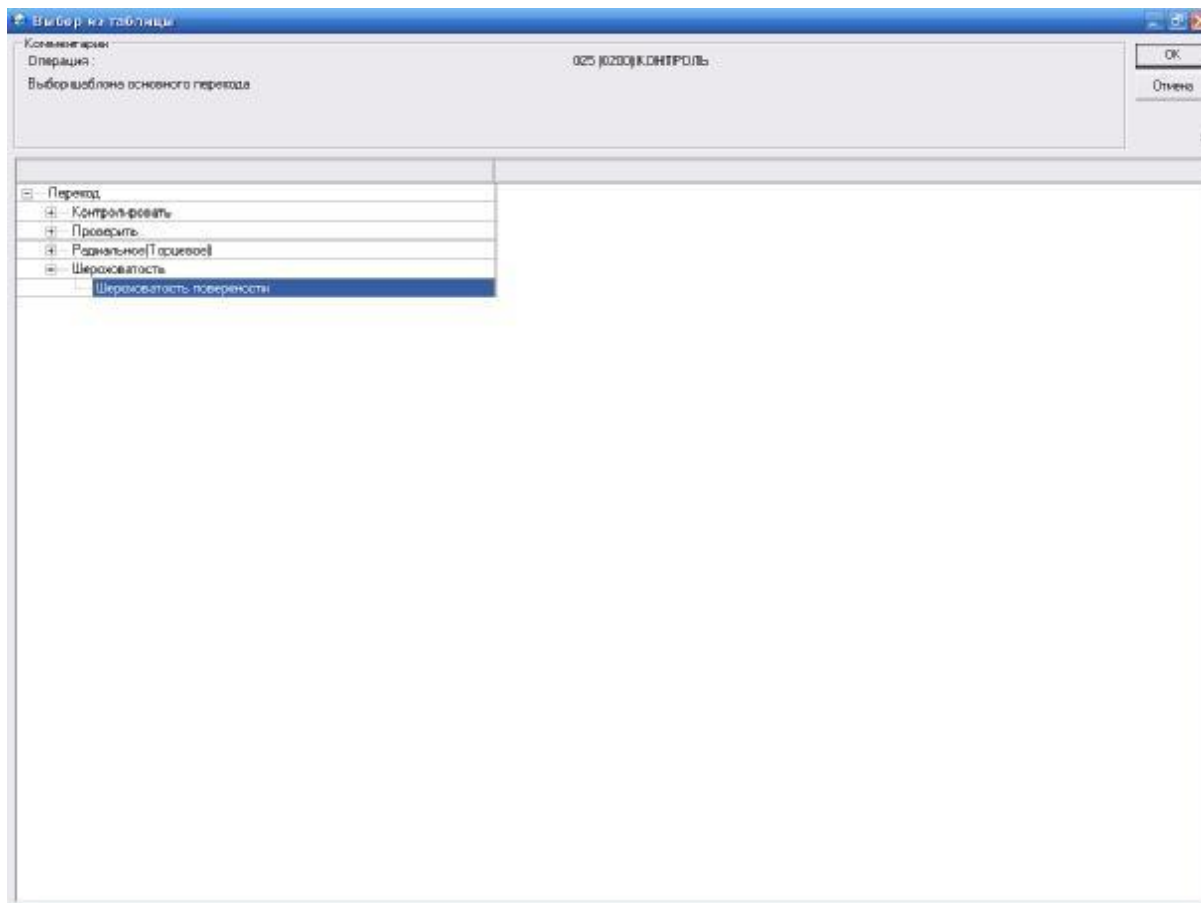 Выбор из таблицы
Комментарии
Операция : 025 (0200) КОНТРОЛЬ
OK
Выбор шаблона основного перехода
Отмена
Переход
Контролировать
Проверить
Радиальное(Торцевое)
Шероховатость
Шероховатость поверхности